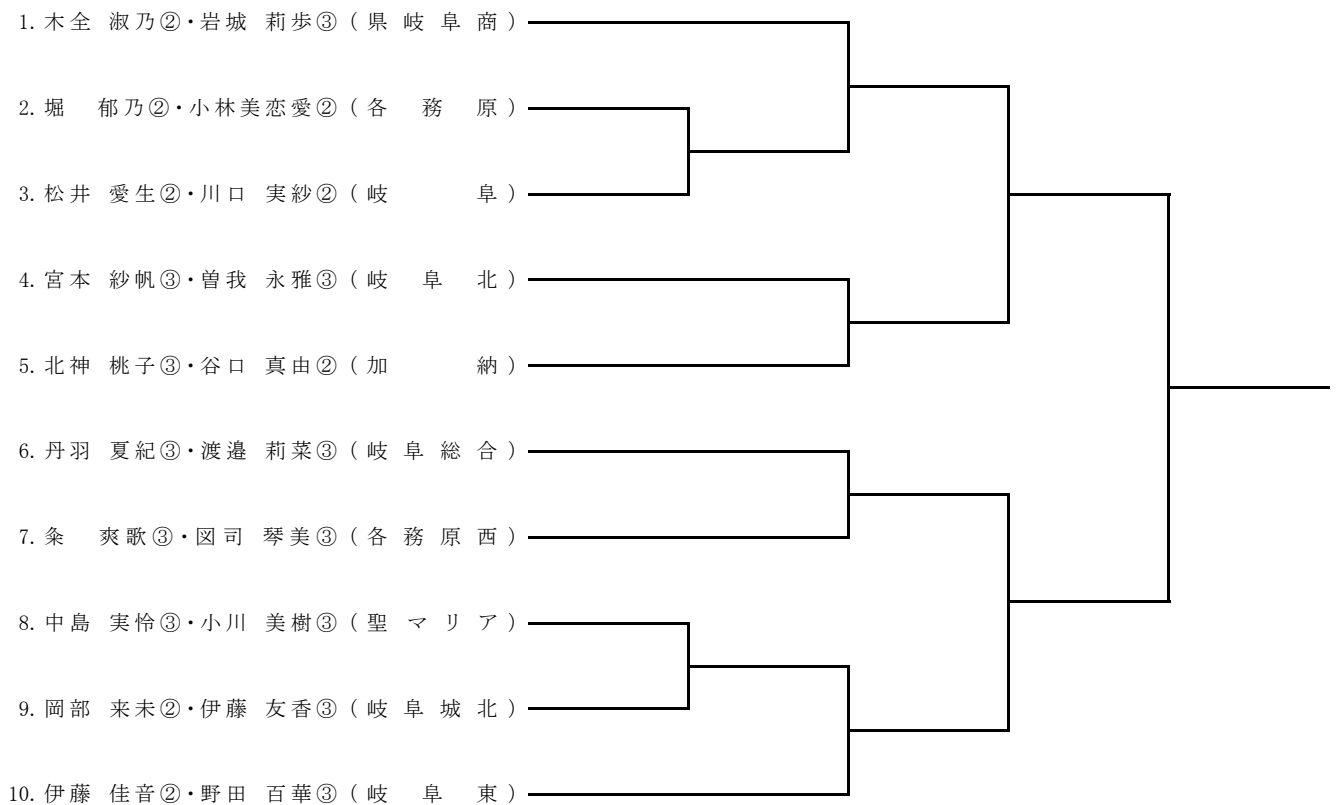 1. 木全 淑乃②・岩城 莉歩③ (県岐阜商)
2. 堀 郁乃②・小林美恋愛② (各務原)
3. 松井 愛生②・川口 実紗② (岐阜)
4. 宮本 紗帆③・曽我 永雅③ (岐阜北)
5. 北神 桃子③・谷口 真由② (加納)
6. 丹羽 夏紀③・渡邉 莉菜③ (岐阜総合)
7. 粂 爽歌③・図司 琴美③ (各務原西)
8. 中島 実怜③・小川 美樹③ (聖マリア)
9. 岡部 来未②・伊藤 友香③ (岐阜城北)
10. 伊藤 佳音②・野田 百華③ (岐阜東)